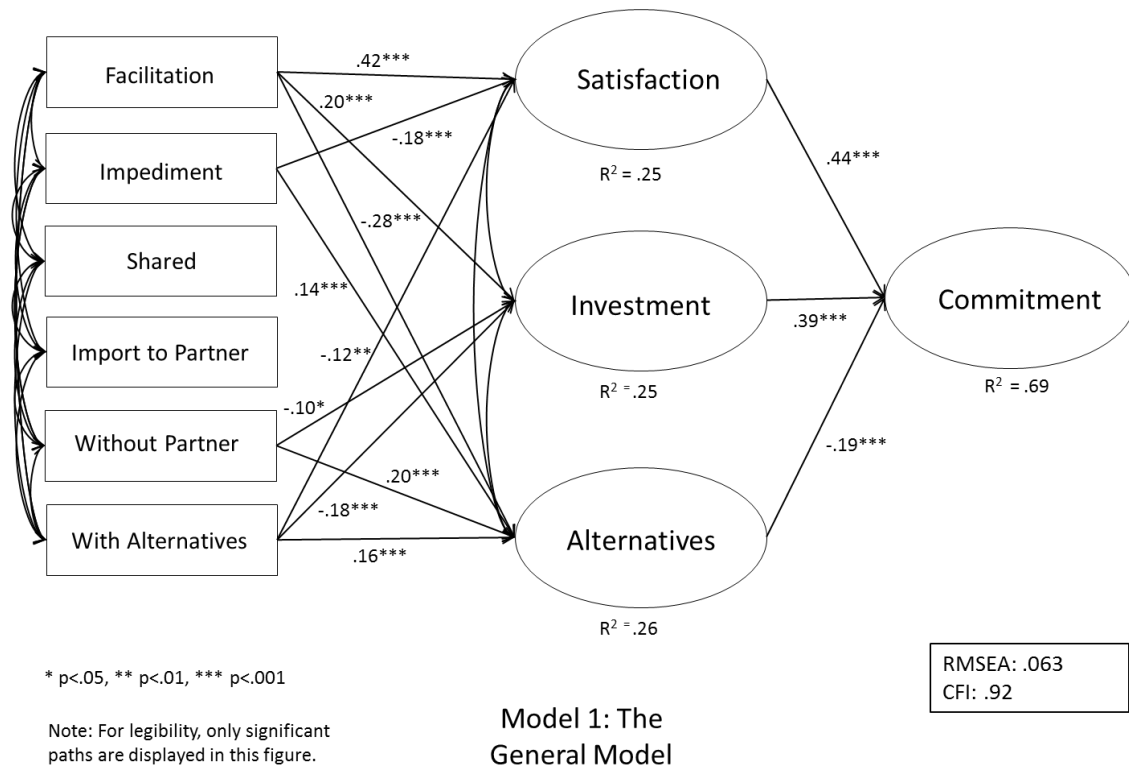 Facilitation
Impediment
Shared
Import to Partner
Without Partner
With Alternatives
.42***
.20***
-.18***
-.28***
.14***
-.12**
-.10*
.20***
-.18***
.16***
Satisfaction
R² = .25
Investment
R² = .25
Alternatives
R² = .26
.44***
.39***
-.19***
Commitment
R² = .69
* p<.05, ** p<.01, *** p<.001
Note: For legibility, only significant
paths are displayed in this figure.
Model 1: The
General Model
RMSEA: .063
CFI: .92